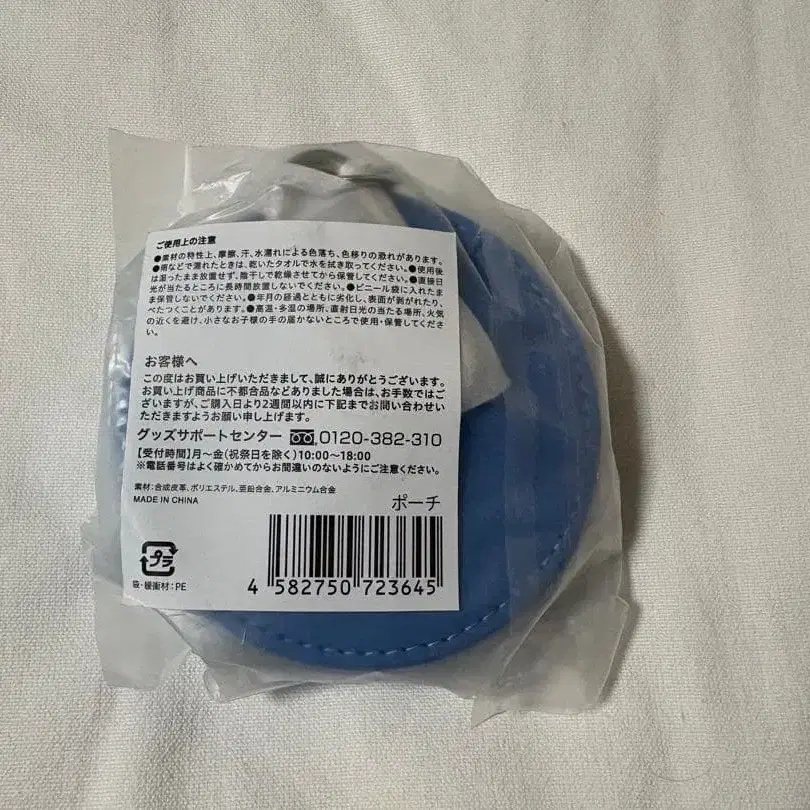 ご使用上の注意
●素材の特性上、摩擦、汗、水濡れによる色落ち、色移りの恐れがあります。
●雨などで濡れたときは、乾いたタオルで水を拭き取ってください。●使用後
は湿ったまま放置せず、陰干しで乾燥させてから保管してください。●直接日
光が当たるところに長時間放置しないでください。●ビニール袋に入れたま
ま保管しないでください。●年月の経過とともに劣化し、表面が剥がれたり、
べたつくことがあります。●高温・多湿の場所、直射日光の当たる場所、火気
の近くを避け、小さなお子様の手の届かないところで使用・保管してくださ
い。
お客様へ
この度はお買い上げいただきまして、誠にありがとうございます。
お買い上げ商品に不都合品などありました場合は、お手数ではご
ざいますが、ご購入日より2週間以内に下記までお問い合わせい
ただきますようお願い申し上げます。
グッズサポートセンター 0120-382-310
【受付時間】月〜金(祝祭日を除く)10:00〜18:00
※電話番号はよく確かめてからお間違いのないようにご注意ください。
素材:合成皮革、ポリエステル、亜鉛合金、アルミニウム合金
MADE IN CHINA
ポーチ
プラ
袋・緩衝材:PE
4 582750 723645